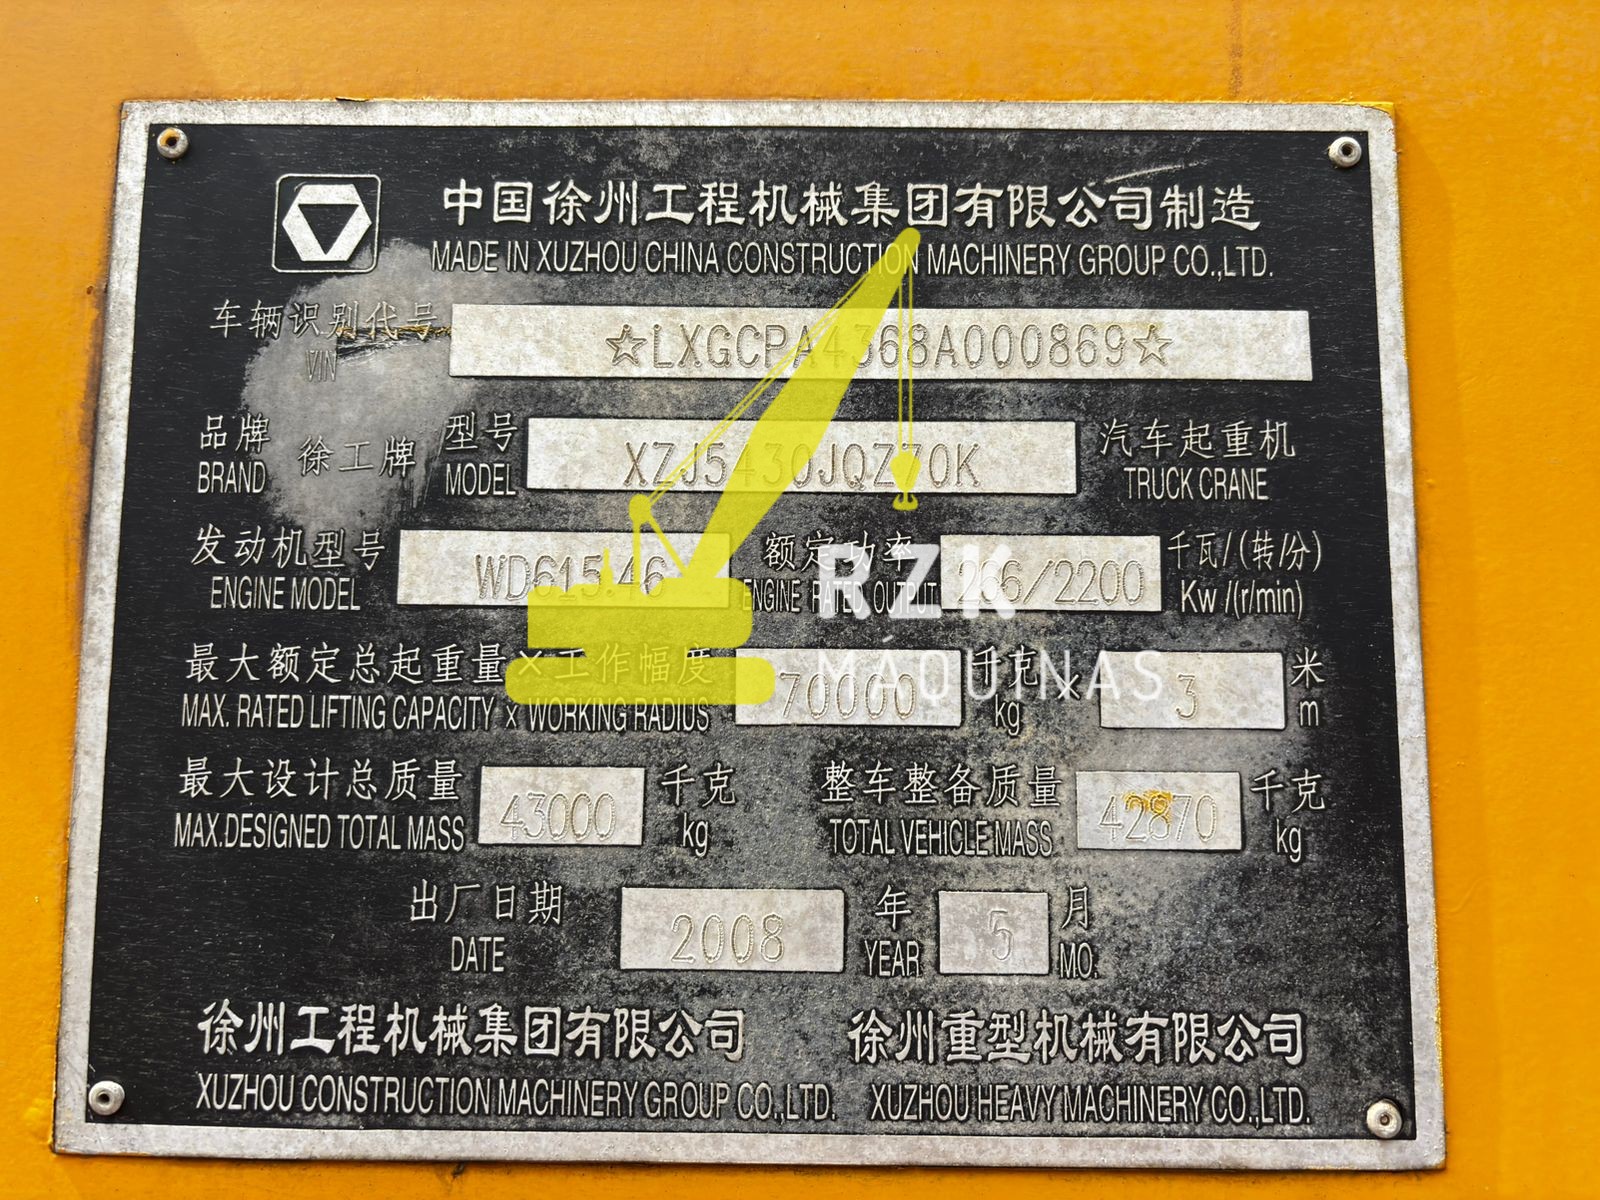 中国徐州工程机械集团有限公司制造
MADE IN XUZHOU CHINA CONSTRUCTION MACHINERY GROUP CO.,LTD.
车辆识别代号 ☆LXGCPA4368A000869☆
VIN
品牌 徐工牌 型号 XZJ5430JQZ70K 汽车起重机
BRAND MODEL TRUCK CRANE
发动机型号 WD615.46 额定功率 266/2200 千瓦/(转/分)
ENGINE MODEL ENGINE RATED OUTPUT Kw /(r/min)
RZK
最大额定总起重量×工作幅度 70000 千克 × 3 米
MAX. RATED LIFTING CAPACITY × WORKING RADIUS kg m
MÁQUINAS
最大设计总质量 43000 千克 整车整备质量 42870 千克
MAX.DESIGNED TOTAL MASS kg TOTAL VEHICLE MASS kg
出厂日期 2008 年 5 月
DATE YEAR MO.
徐州工程机械集团有限公司 徐州重型机械有限公司
XUZHOU CONSTRUCTION MACHINERY GROUP CO.,LTD. XUZHOU HEAVY MACHINERY CO.,LTD.